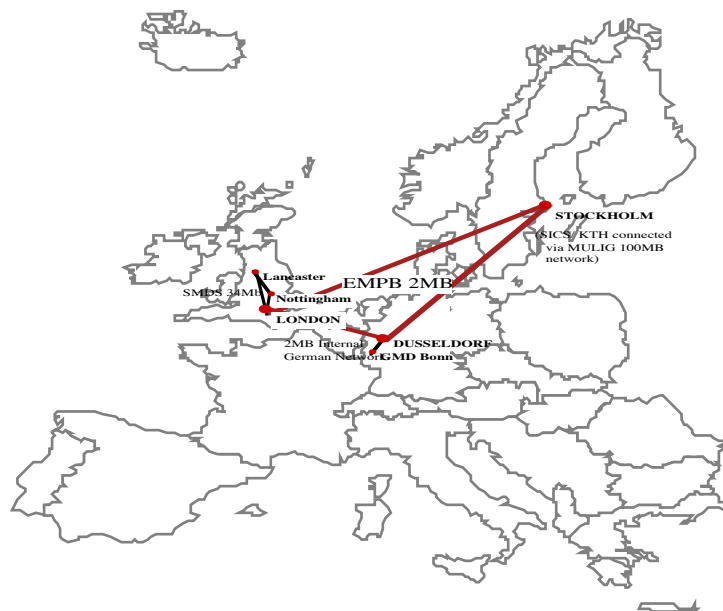 STOCKHOLM
(SICS, KTH connected
via MULIG 100MB
network)
Lancaster
EMPB 2MB
SMDS 34Mb
Nottingham
LONDON
2MB Internal
DUSSELDORF
German Network
GMD Bonn